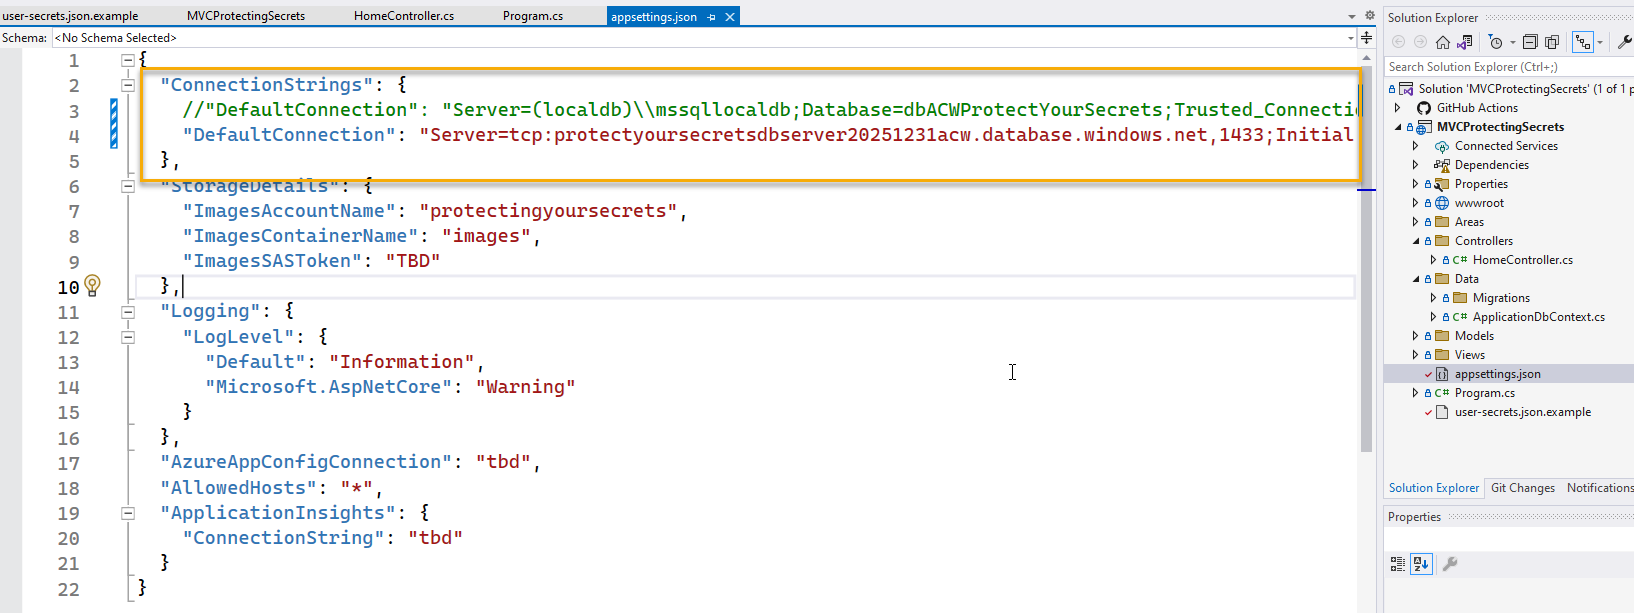 user-secrets.json.example MVCProtectingSecrets HomeController.cs Program.cs appsettings.json
Schema: <No Schema Selected>
1 {
2 "ConnectionStrings": {
3 //"DefaultConnection": "Server=(localdb)\\mssqllocaldb;Database=dbACWProtectYourSecrets;Trusted_Connectio
4 "DefaultConnection": "Server=tcp:protectyoursecretsdbserver20251231acw.database.windows.net,1433;Initial
5 },
6 "StorageDetails": {
7 "ImagesAccountName": "protectingyoursecrets",
8 "ImagesContainerName": "images",
9 "ImagesSASToken": "TBD"
10 },
11 "Logging": {
12 "LogLevel": {
13 "Default": "Information",
14 "Microsoft.AspNetCore": "Warning"
15 }
16 },
17 "AzureAppConfigConnection": "tbd",
18 "AllowedHosts": "*",
19 "ApplicationInsights": {
20 "ConnectionString": "tbd"
21 }
22 }
Solution Explorer
Search Solution Explorer (Ctrl+;)
Solution 'MVCProtectingSecrets' (1 of 1 p
GitHub Actions
MVCProtectingSecrets
Connected Services
Dependencies
Properties
wwwroot
Areas
Controllers
C# HomeController.cs
Data
Migrations
C# ApplicationDbContext.cs
Models
Views
appsettings.json
C# Program.cs
user-secrets.json.example
Solution Explorer Git Changes Notifications
Properties